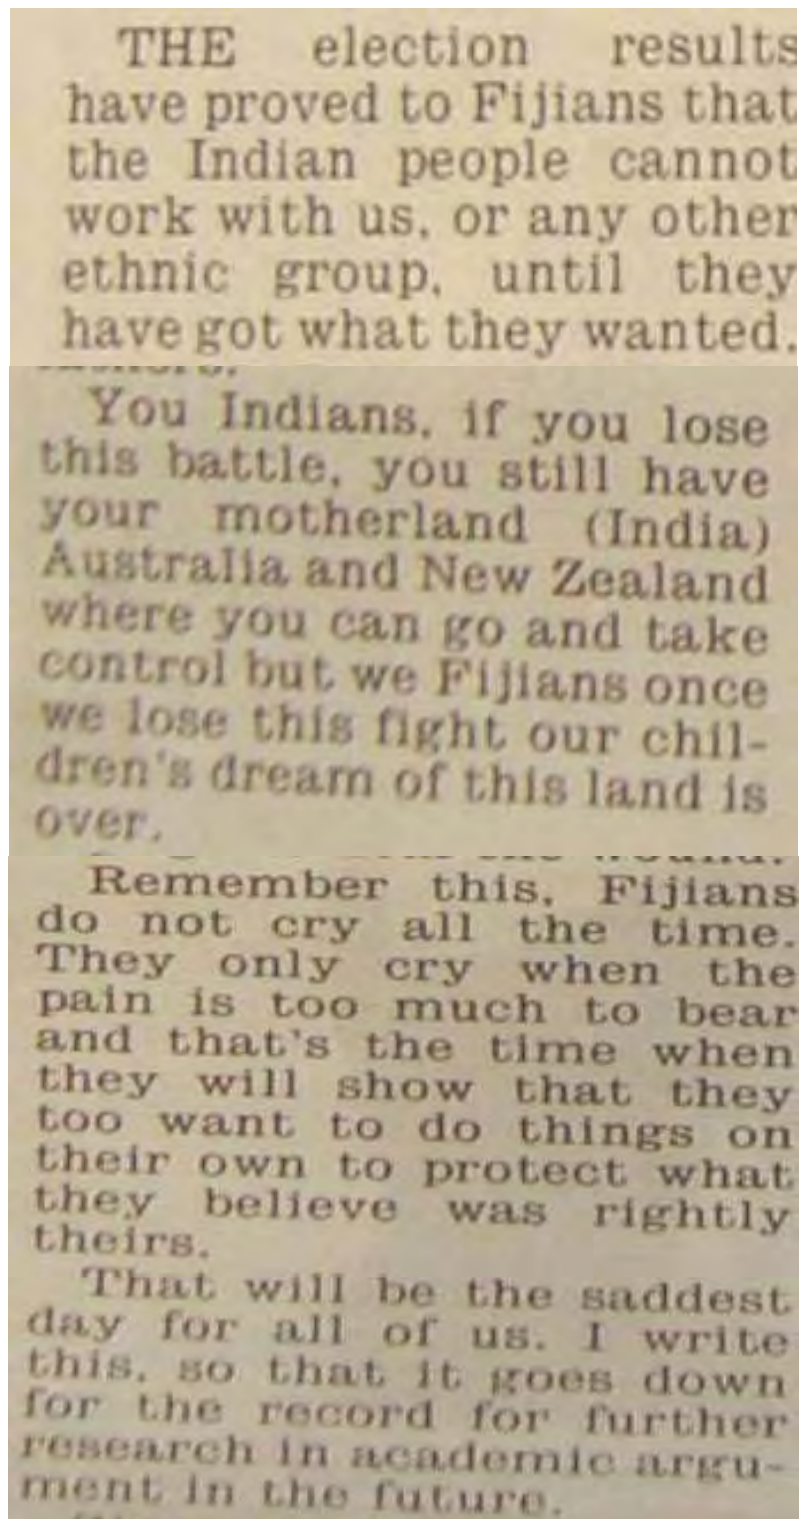 THE election results
have proved to Fijians that
the Indian people cannot
work with us, or any other
ethnic group, until they
have got what they wanted.
You Indians, if you lose
this battle, you still have
your motherland (India)
Australia and New Zealand
where you can go and take
control but we Fijians once
we lose this fight our chil-
dren's dream of this land is
over.
Remember this, Fijians
do not cry all the time.
They only cry when the
pain is too much to bear
and that's the time when
they will show that they
too want to do things on
their own to protect what
they believe was rightly
theirs.
That will be the saddest
day for all of us. I write
this, so that it goes down
for the record for further
research in academic argu-
ment in the future.